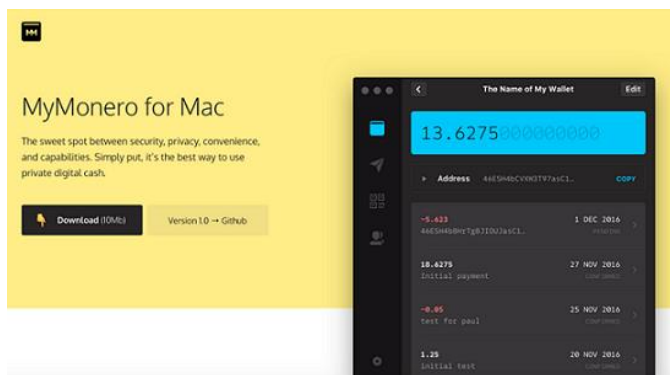 MM
MyMonero for Mac
The sweet spot between security, privacy, convenience,
and capabilities. Simply put, it's the best way to use
private digital cash.
Download (10Mb)
Version 1.0 → Github
The Name of My Wallet
Edit
13.6275000000000
Address
COPY
-5.623
1 DEC 2016
PENDING
18.6275
27 NOV 2016
Initial payment
CONFIRMED
-0.05
25 NOV 2016
test for paul
CONFIRMED
1.25
20 NOV 2016
Initial test
CONFIRMED